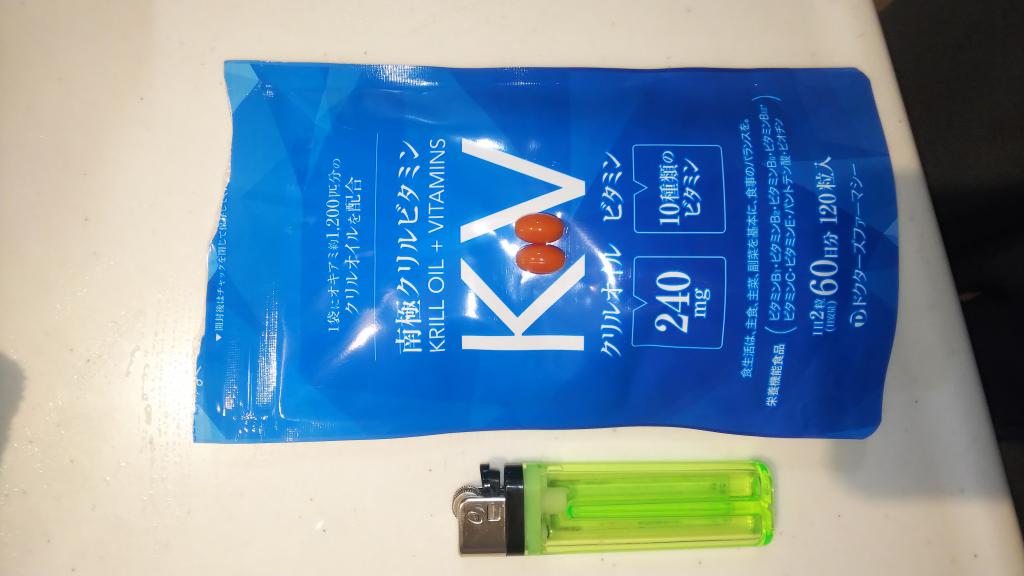 ▼開封後はチャックを閉じて保存
1袋にオキアミ約1,200匹分の
クリルオイルを配合
南極クリルビタミン
KRILL OIL + VITAMINS
K V
クリルオイル ビタミン
240
mg
10種類の
ビタミン
食生活は、主食、主菜、副菜を基本に、食事のバランスを。
栄養機能食品
ビタミンB1・ビタミンB2・ビタミンB6・ビタミンB12・
ビタミンC・ビタミンE・パントテン酸・ビオチン
1日2粒
60日分 120粒入
ドクターズファーマシー